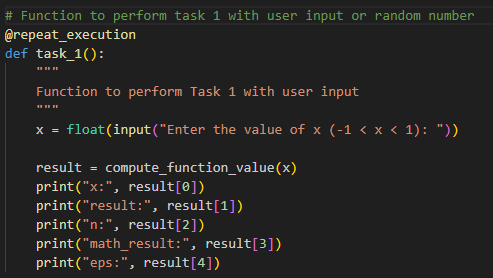 # Function to perform task 1 with user input or random number
@repeat_execution
def task_1():
    """
    Function to perform Task 1 with user input
    """
    x = float(input("Enter the value of x (-1 < x < 1): "))

    result = compute_function_value(x)
    print("x:", result[0])
    print("result:", result[1])
    print("n:", result[2])
    print("math_result:", result[3])
    print("eps:", result[4])